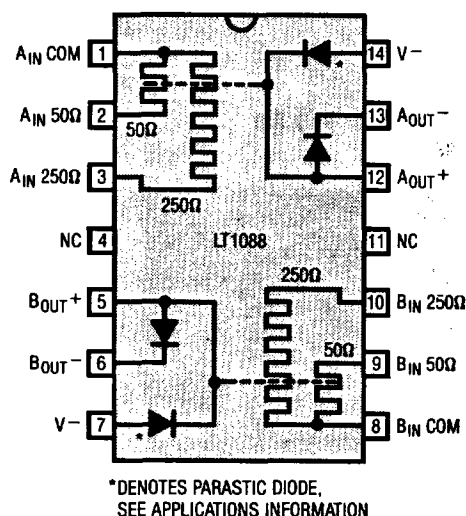 A_IN COM 1
A_IN 50Ω 2
50Ω
A_IN 250Ω 3
250Ω
NC 4
B_OUT+ 5
B_OUT− 6
V− 7
*
LT1088
14 V−
*
13 A_OUT−
12 A_OUT+
11 NC
250Ω
10 B_IN 250Ω
50Ω
9 B_IN 50Ω
8 B_IN COM
*DENOTES PARASTIC DIODE,
SEE APPLICATIONS INFORMATION